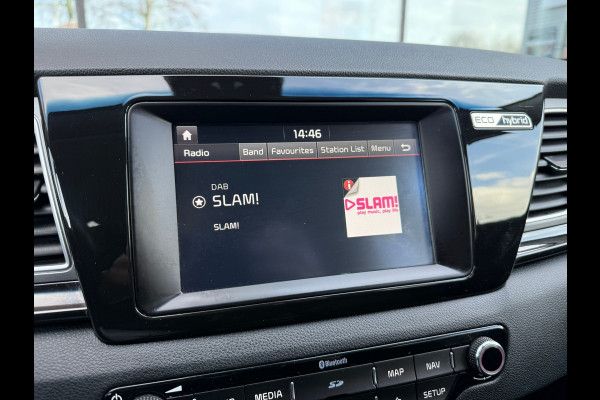 14:46
Radio Band Favourites Station List Menu
DAB
SLAM!
SLAM!
i
SLAM!
play music, play life
ECO hybrid
Bluetooth
MEDIA SD MAP NAV
SETUP